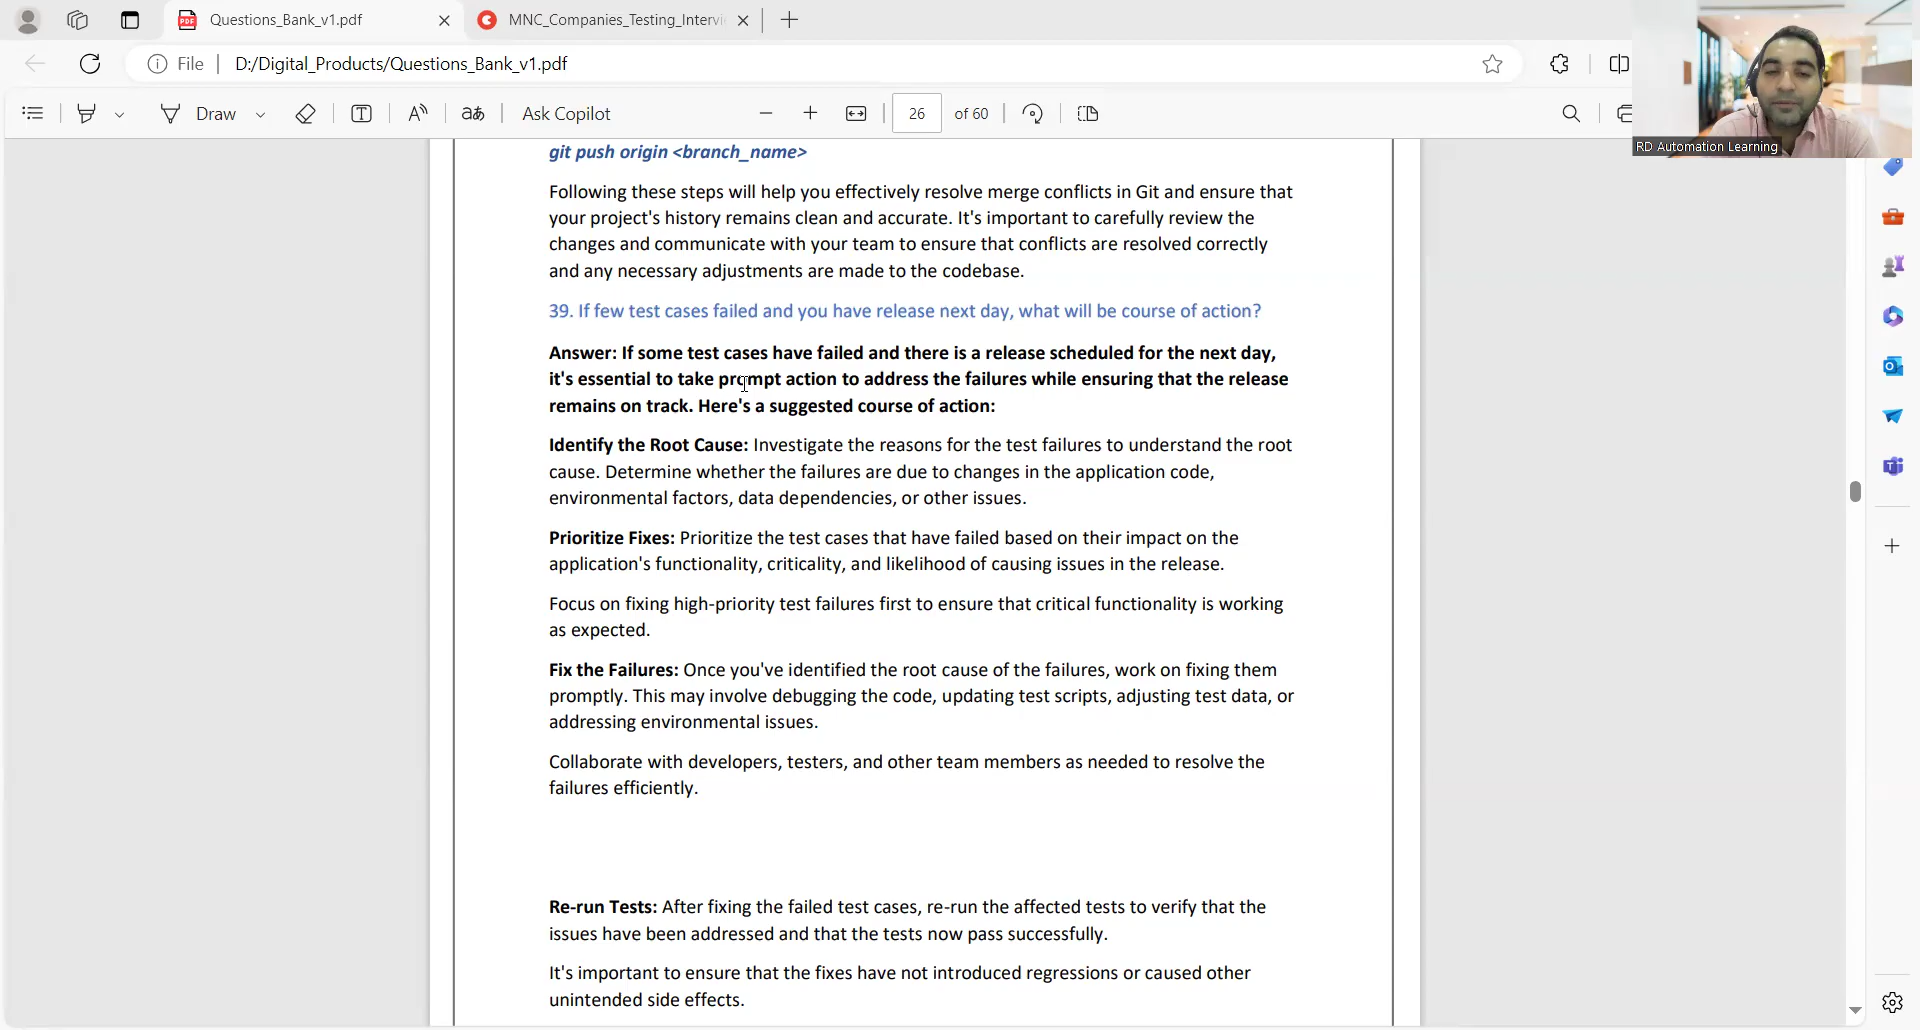 Questions_Bank_v1.pdf
MNC_Companies_Testing_Intervi
File
D:/Digital_Products/Questions_Bank_v1.pdf
Draw
Ask Copilot
26
of 60
RD Automation Learning
git push origin <branch_name>
Following these steps will help you effectively resolve merge conflicts in Git and ensure that
your project's history remains clean and accurate. It's important to carefully review the
changes and communicate with your team to ensure that conflicts are resolved correctly
and any necessary adjustments are made to the codebase.
39. If few test cases failed and you have release next day, what will be course of action?
Answer: If some test cases have failed and there is a release scheduled for the next day,
it's essential to take prompt action to address the failures while ensuring that the release
remains on track. Here's a suggested course of action:
Identify the Root Cause: Investigate the reasons for the test failures to understand the root
cause. Determine whether the failures are due to changes in the application code,
environmental factors, data dependencies, or other issues.
Prioritize Fixes: Prioritize the test cases that have failed based on their impact on the
application's functionality, criticality, and likelihood of causing issues in the release.
Focus on fixing high-priority test failures first to ensure that critical functionality is working
as expected.
Fix the Failures: Once you've identified the root cause of the failures, work on fixing them
promptly. This may involve debugging the code, updating test scripts, adjusting test data, or
addressing environmental issues.
Collaborate with developers, testers, and other team members as needed to resolve the
failures efficiently.
Re-run Tests: After fixing the failed test cases, re-run the affected tests to verify that the
issues have been addressed and that the tests now pass successfully.
It's important to ensure that the fixes have not introduced regressions or caused other
unintended side effects.